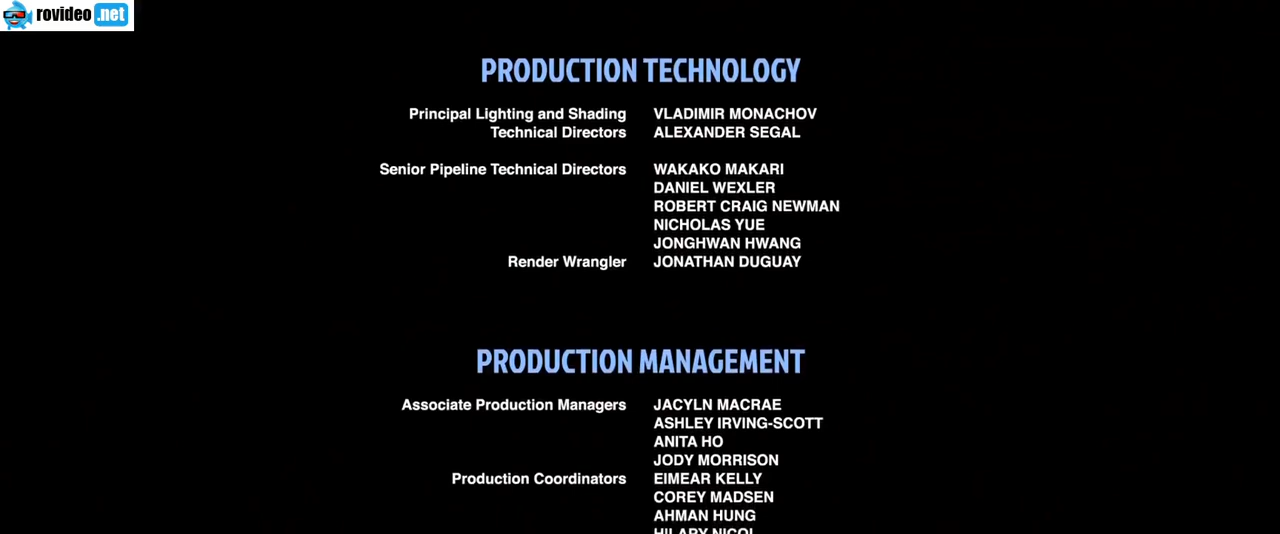 rovideo.net
PRODUCTION TECHNOLOGY
Principal Lighting and Shading VLADIMIR MONACHOV
Technical Directors ALEXANDER SEGAL
Senior Pipeline Technical Directors WAKAKO MAKARI
DANIEL WEXLER
ROBERT CRAIG NEWMAN
NICHOLAS YUE
JONGHWAN HWANG
Render Wrangler JONATHAN DUGUAY
PRODUCTION MANAGEMENT
Associate Production Managers JACYLN MACRAE
ASHLEY IRVING-SCOTT
ANITA HO
JODY MORRISON
Production Coordinators EIMEAR KELLY
COREY MADSEN
AHMAN HUNG